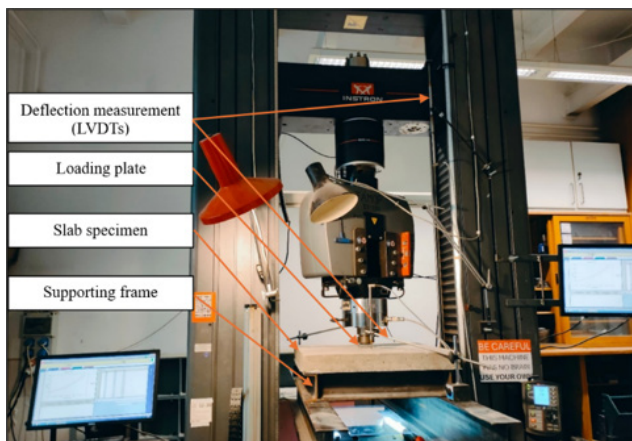 INSTRON
Deflection measurement
(LVDTs)
Loading plate
Slab specimen
Supporting frame
BE CAREFUL
THIS MACHINE
HAS NO BRAIN
USE YOUR OWN